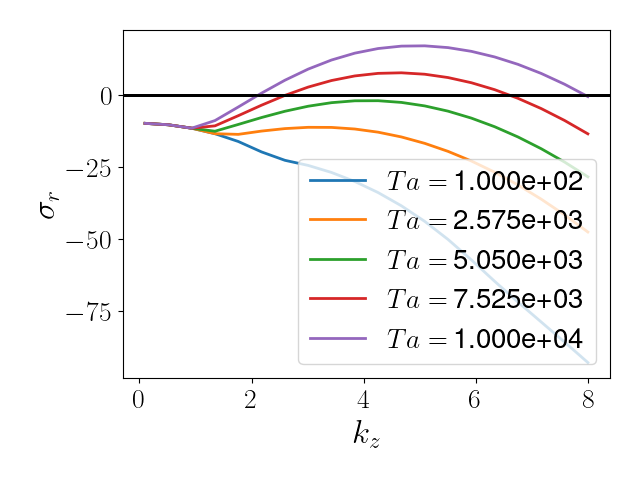 0
−25
−50
−75
σr
0 2 4 6 8
kz
Ta = 1.000e+02
Ta = 2.575e+03
Ta = 5.050e+03
Ta = 7.525e+03
Ta = 1.000e+04